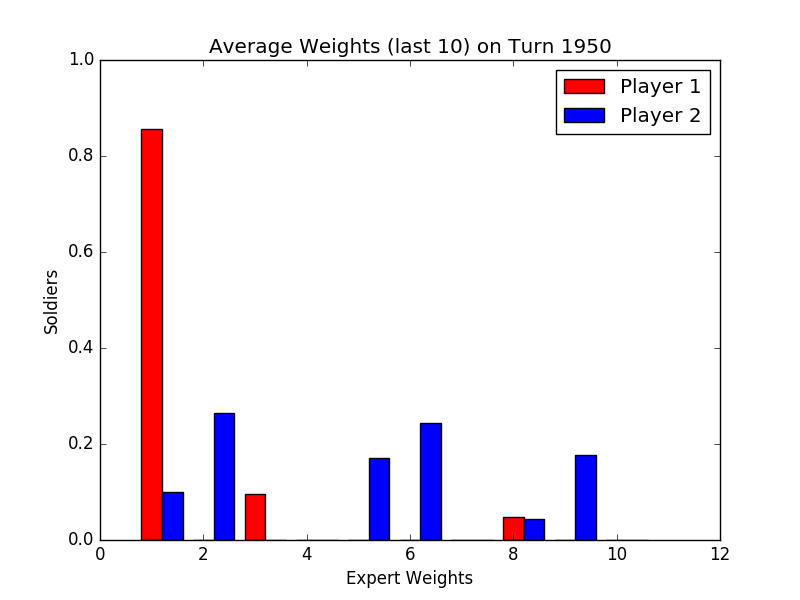 Average Weights (last 10) on Turn 1950
1.0
Player 1
Player 2
0.8
0.6
Soldiers
0.4
0.2
0.0
0 2 4 6 8 10 12
Expert Weights